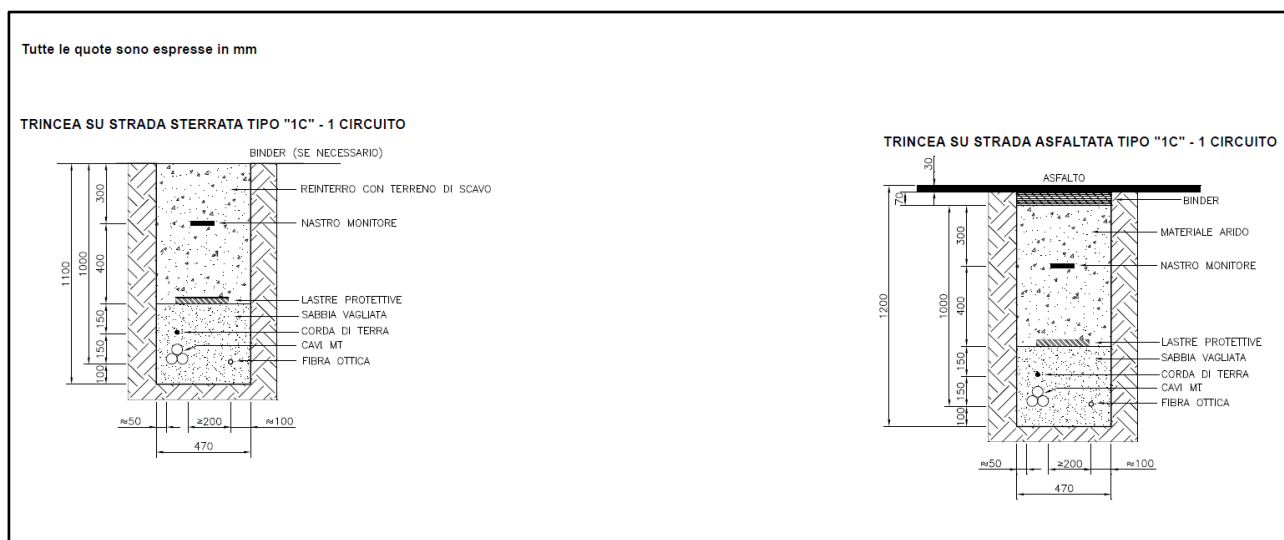 Tutte le quote sono espresse in mm
TRINCEA SU STRADA STERRATA TIPO "1C" - 1 CIRCUITO
BINDER (SE NECESSARIO)
REINTERRO CON TERRENO DI SCAVO
NASTRO MONITORE
LASTRE PROTETTIVE
SABBIA VAGLIATA
CORDA DI TERRA
CAVI MT
FIBRA OTTICA
1100
1000
300
400
150
150
100
≈50
≥200
≈100
470
TRINCEA SU STRADA ASFALTATA TIPO "1C" - 1 CIRCUITO
30
ASFALTO
70
BINDER
MATERIALE ARIDO
NASTRO MONITORE
LASTRE PROTETTIVE
SABBIA VAGLIATA
CORDA DI TERRA
CAVI MT
FIBRA OTTICA
1200
1000
300
400
150
150
100
≈50
≥200
≈100
470